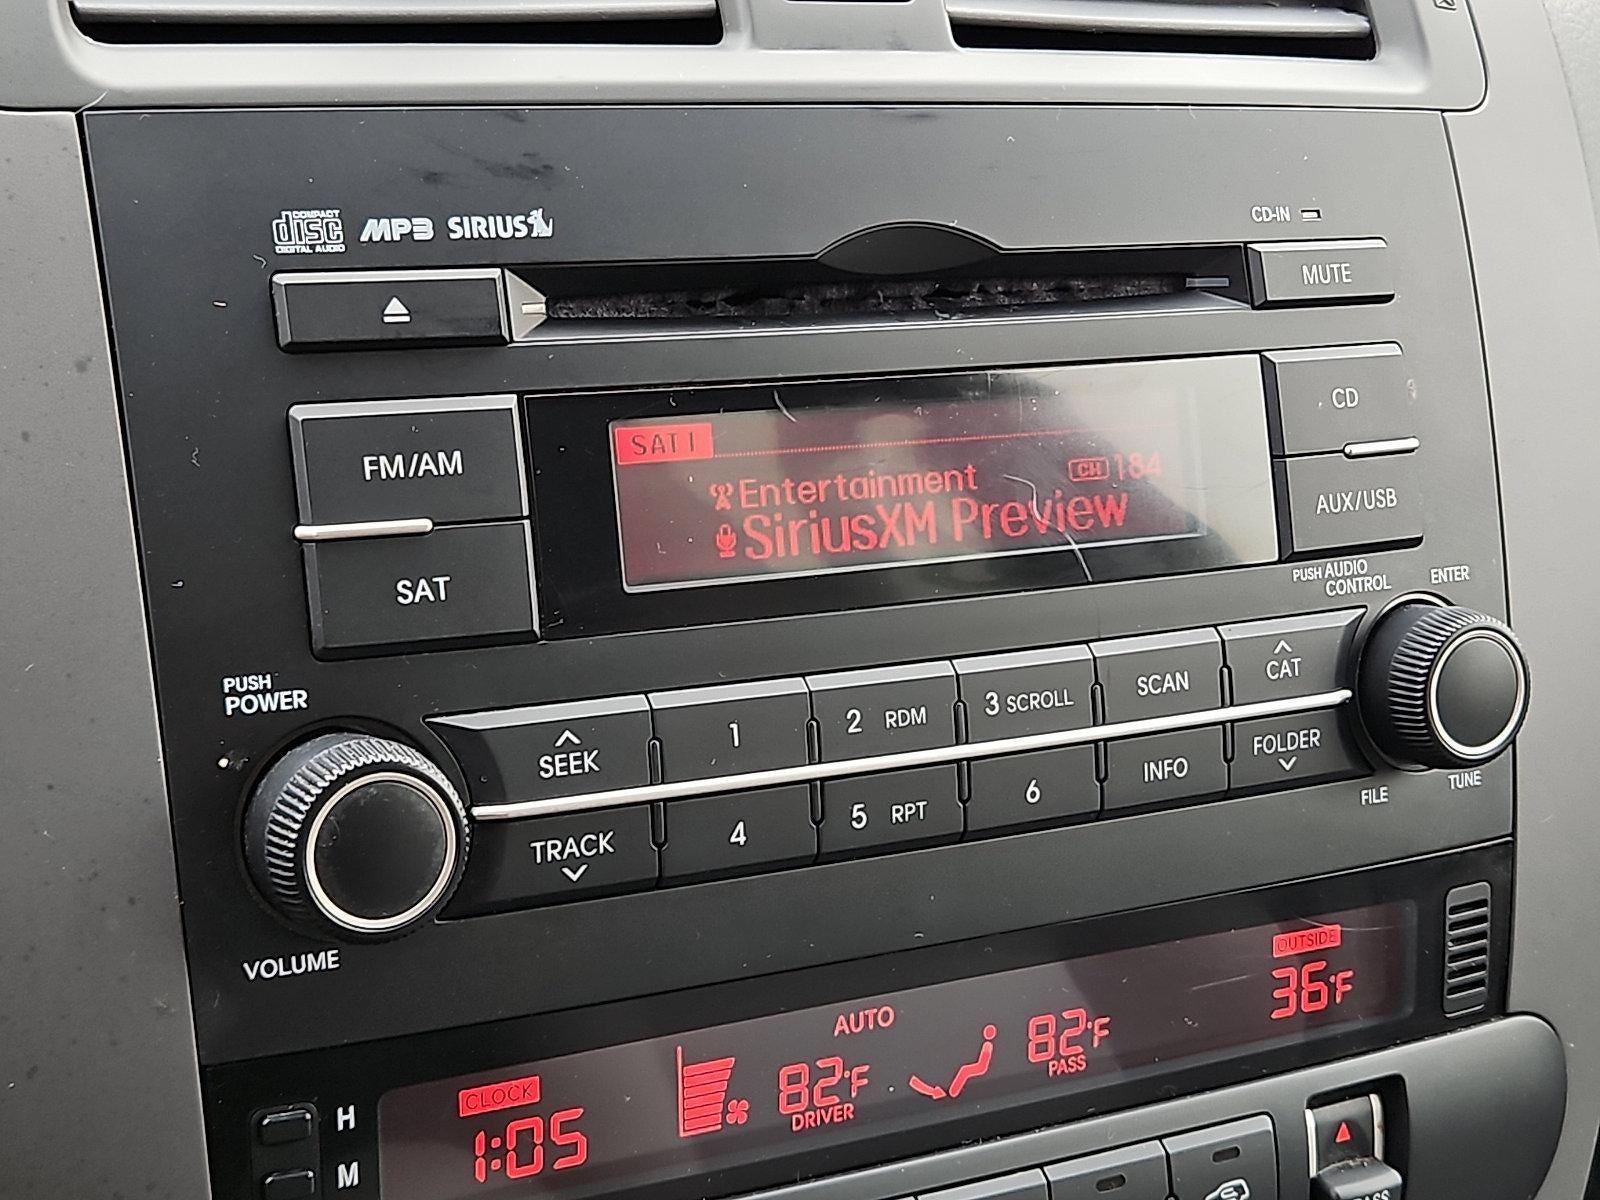 COMPACT
disc
DIGITAL AUDIO
MP3
SIRIUS
CD-IN
MUTE
FM/AM
SAT
SAT 1
Entertainment
CH 184
SiriusXM Preview
CD
AUX/USB
PUSH AUDIO
CONTROL
ENTER
PUSH
POWER
VOLUME
SEEK
1
2 RDM
3 SCROLL
SCAN
CAT
TRACK
4
5 RPT
6
INFO
FOLDER
FILE
TUNE
OUTSIDE
36°F
AUTO
CLOCK
1:05
82°F
DRIVER
82°F
PASS
H
M